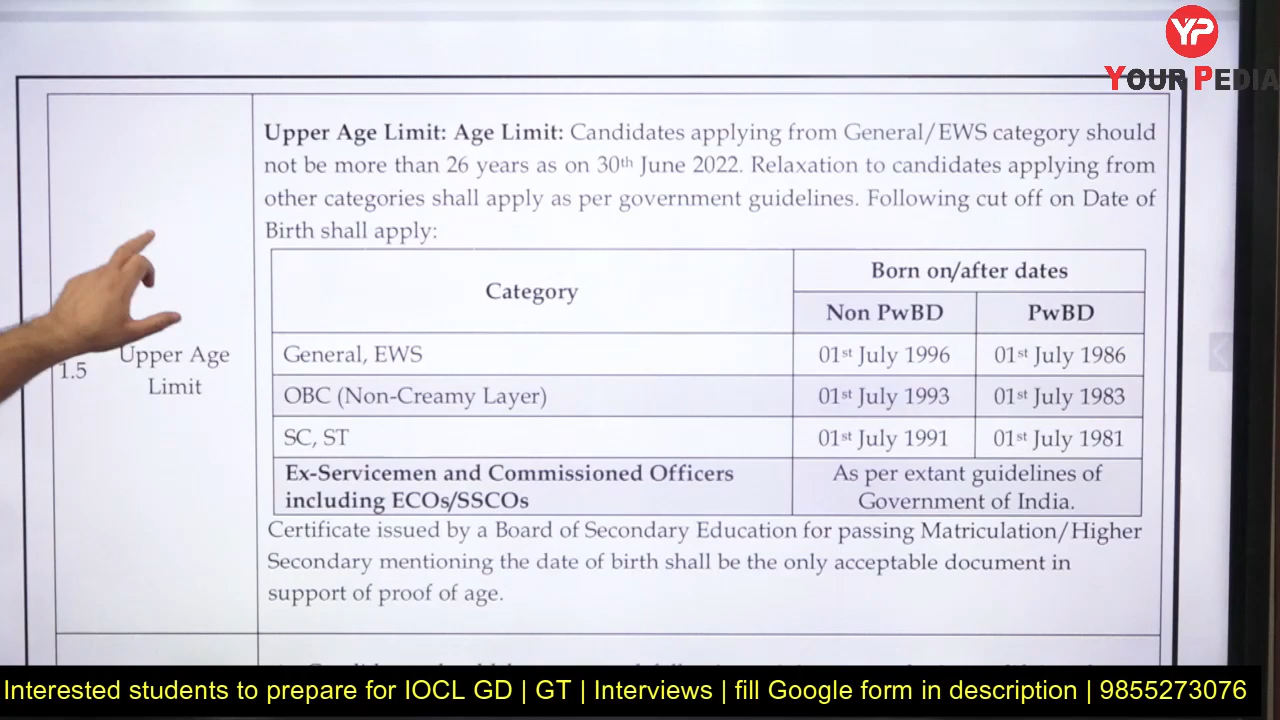 YP
YOUR PEDIA
Upper Age Limit: Age Limit: Candidates applying from General/EWS category should
not be more than 26 years as on 30th June 2022. Relaxation to candidates applying from
other categories shall apply as per government guidelines. Following cut off on Date of
Birth shall apply:
Category
Born on/after dates
Non PwBD
PwBD
General, EWS
01st July 1996
01st July 1986
OBC (Non-Creamy Layer)
01st July 1993
01st July 1983
SC, ST
01st July 1991
01st July 1981
Ex-Servicemen and Commissioned Officers
including ECOs/SSCOs
As per extant guidelines of
Government of India.
1.5
Upper Age
Limit
Certificate issued by a Board of Secondary Education for passing Matriculation/Higher
Secondary mentioning the date of birth shall be the only acceptable document in
support of proof of age.
Interested students to prepare for IOCL GD | GT | Interviews | fill Google form in description | 9855273076